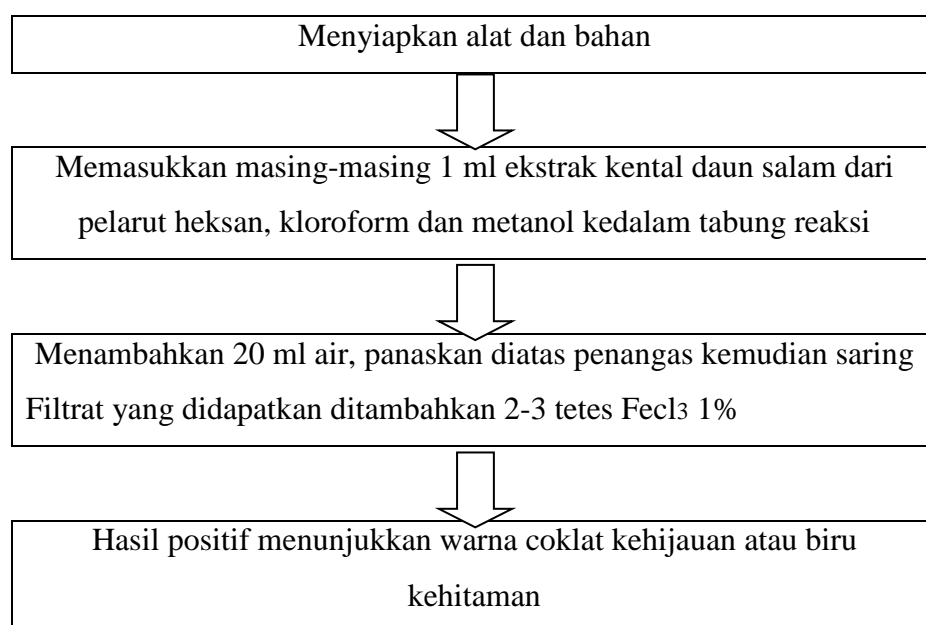 Menyiapkan alat dan bahan
Memasukkan masing-masing 1 ml ekstrak kental daun salam dari
pelarut heksan, kloroform dan metanol kedalam tabung reaksi
Menambahkan 20 ml air, panaskan diatas penangas kemudian saring
Filtrat yang didapatkan ditambahkan 2-3 tetes Fecl3 1%
Hasil positif menunjukkan warna coklat kehijauan atau biru
kehitaman